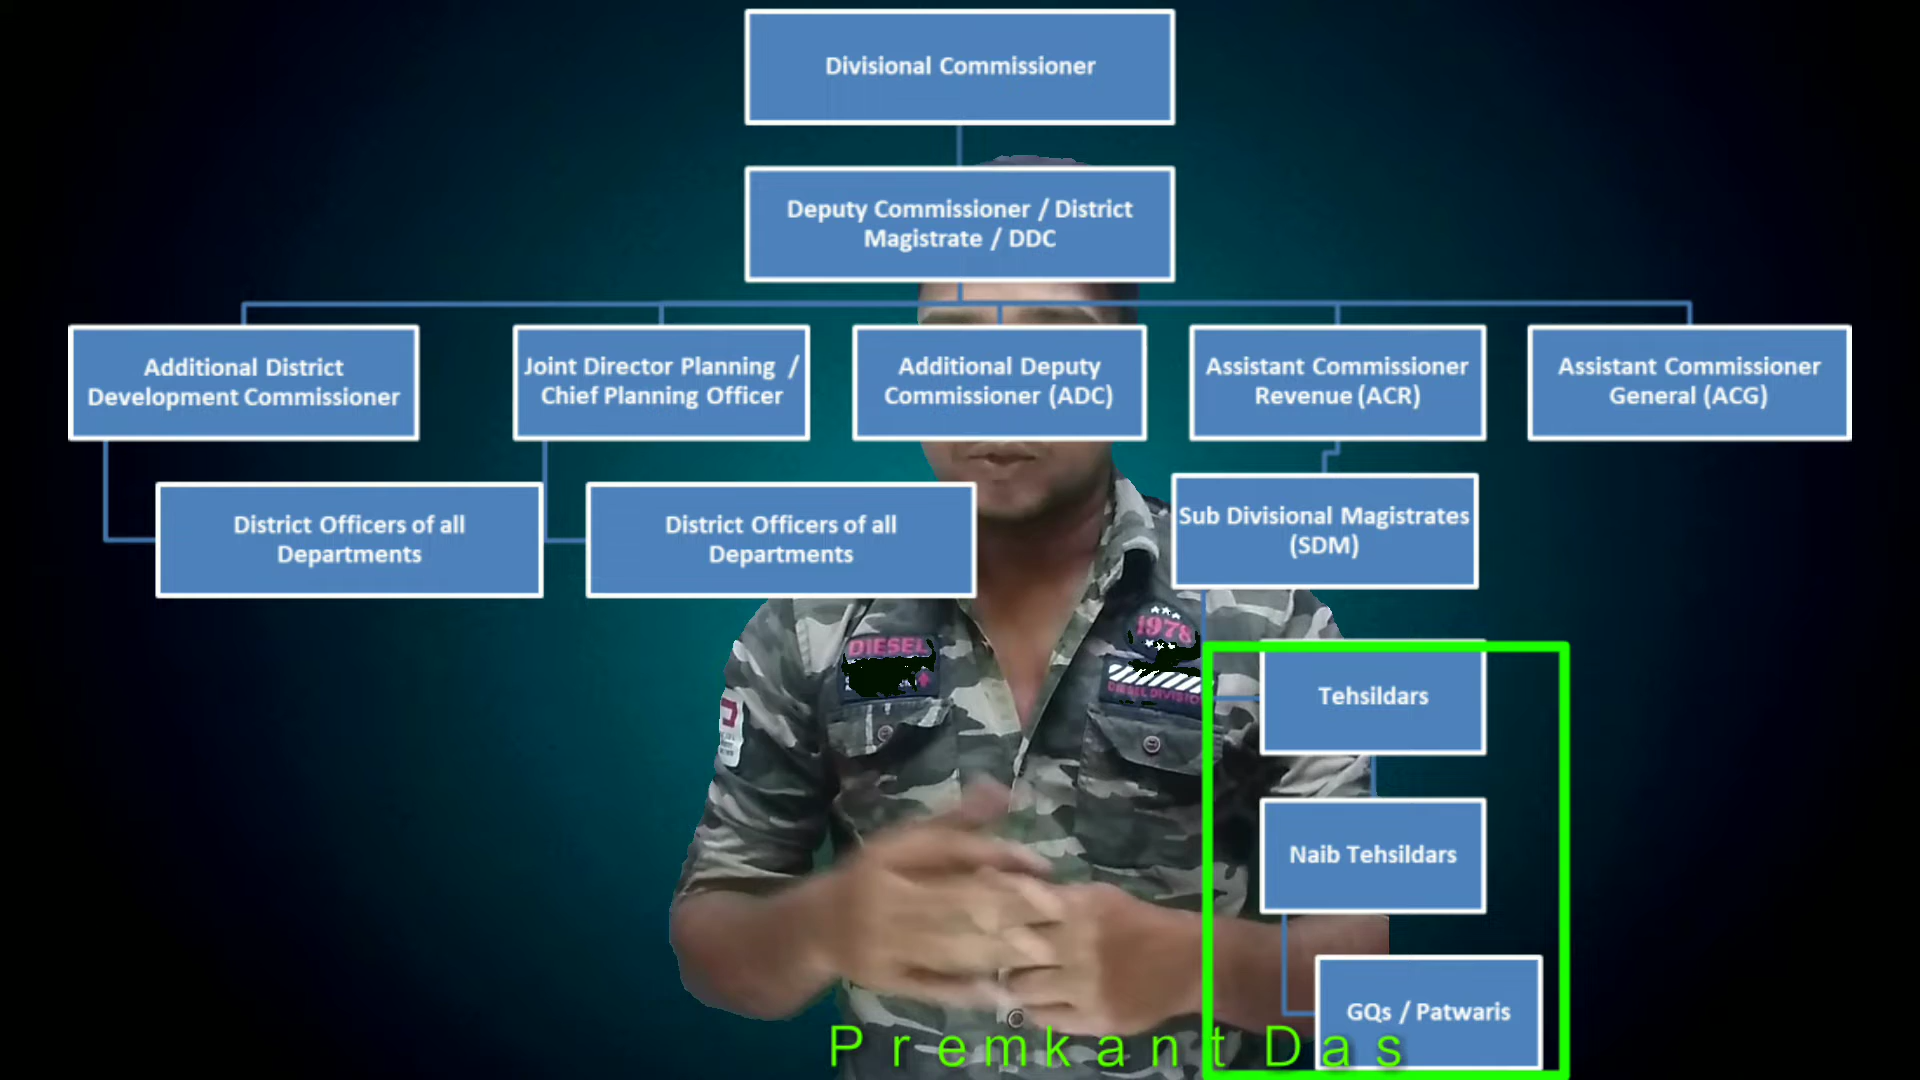 Divisional Commissioner
Deputy Commissioner / District
Magistrate / DDC
Additional District
Development Commissioner
Joint Director Planning /
Chief Planning Officer
Additional Deputy
Commissioner (ADC)
Assistant Commissioner
Revenue (ACR)
Assistant Commissioner
General (ACG)
District Officers of all
Departments
District Officers of all
Departments
Sub Divisional Magistrates
(SDM)
DIESEL
1978
Tehsildars
Naib Tehsildars
GQs / Patwaris
Premkant Das